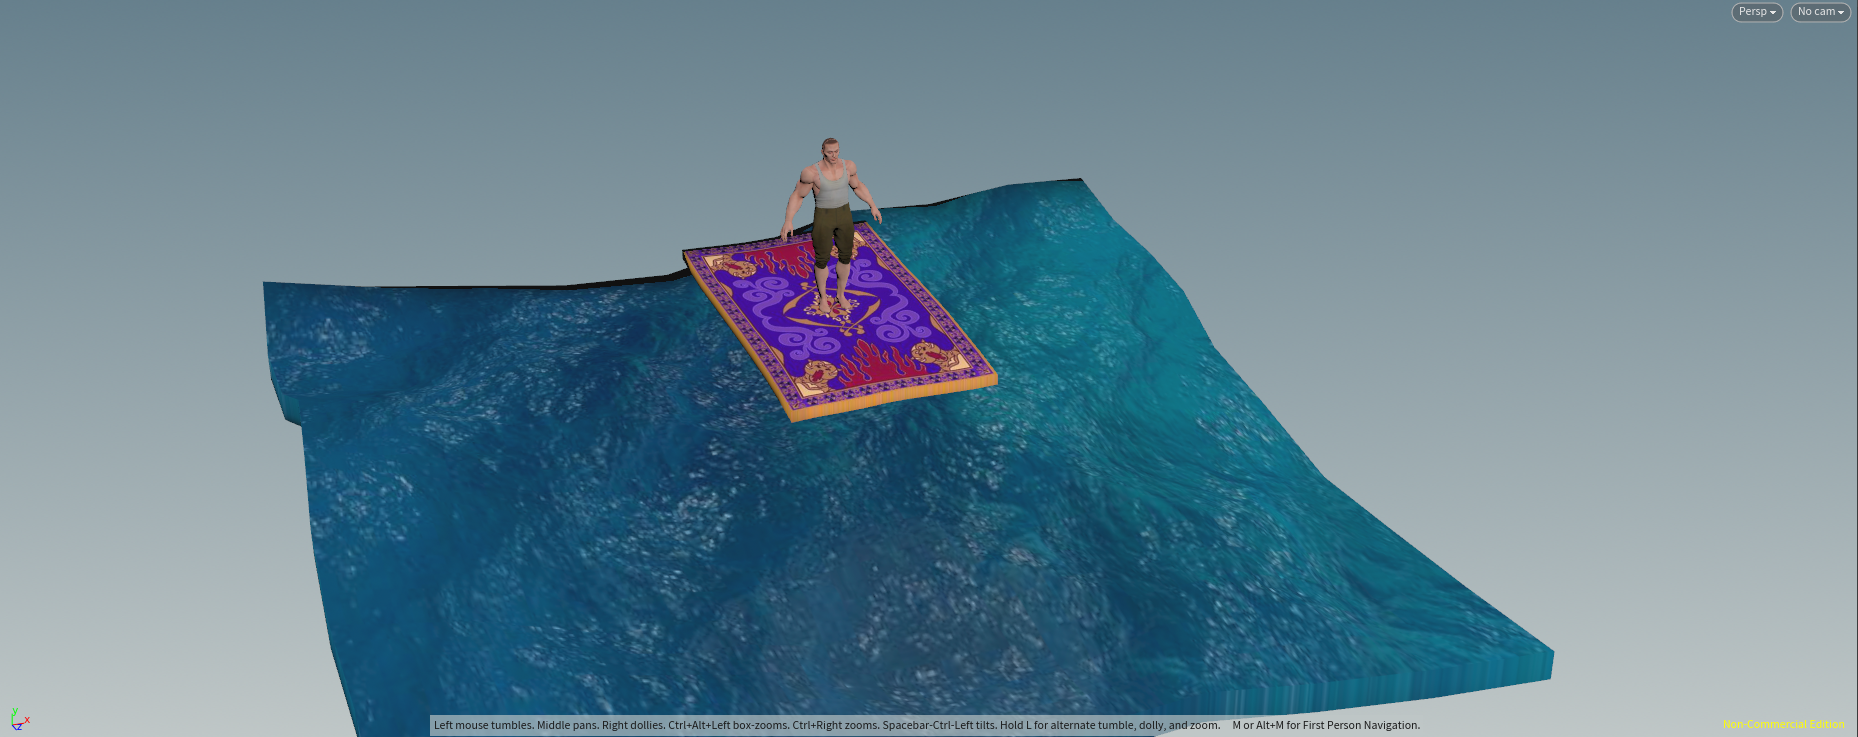 Persp No cam
Left mouse tumbles. Middle pans. Right dollies. Ctrl+Alt+Left box-zooms. Ctrl+Right zooms. Spacebar-Ctrl-Left tilts. Hold L for alternate tumble, dolly, and zoom. M or Alt+M for First Person Navigation.
Non-Commercial Edition
y
x
z